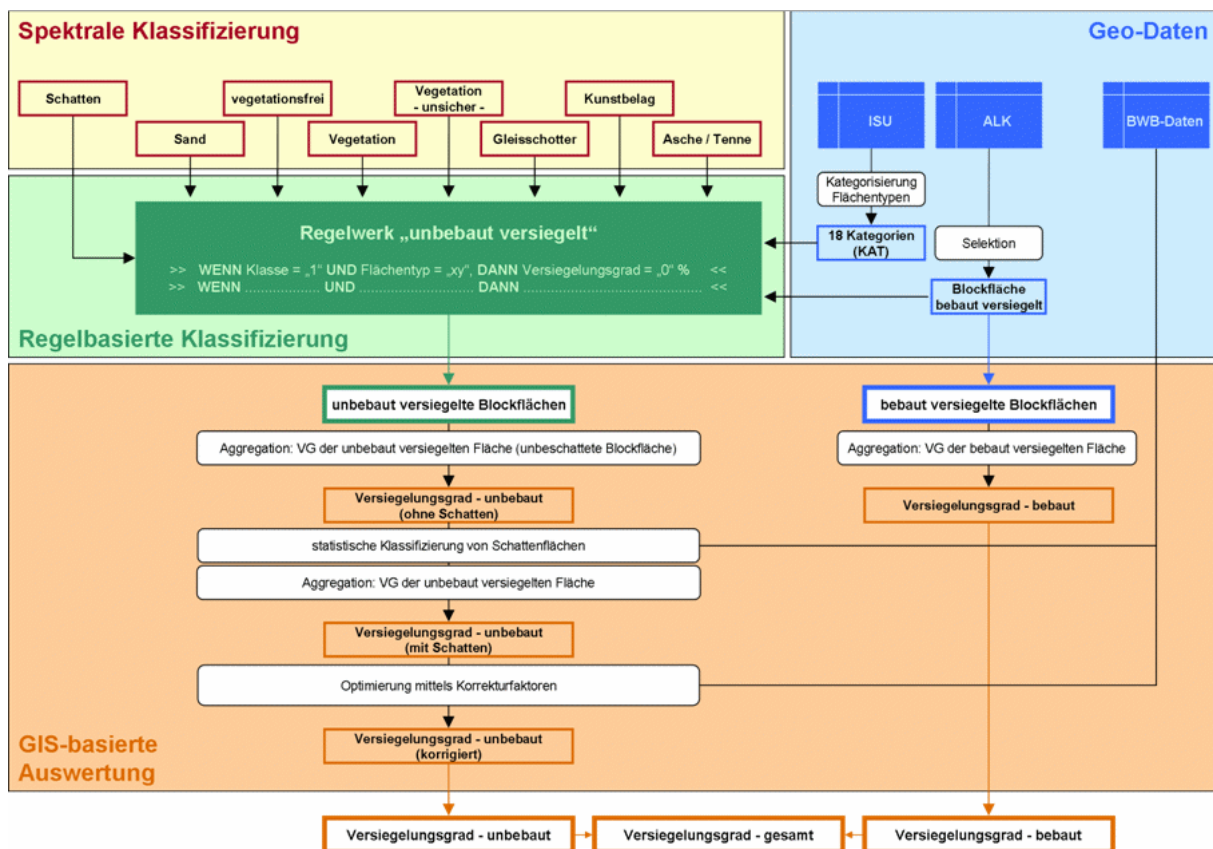 Spektrale Klassifizierung
Geo-Daten
Schatten
vegetationsfrei
Vegetation
- unsicher -
Kunstbelag
Sand
Vegetation
Gleisschotter
Asche / Tenne
ISU
ALK
BWB-Daten
Kategorisierung
Flächentypen
18 Kategorien
(KAT)
Selektion
Blockfläche
bebaut versiegelt
Regelwerk „unbebaut versiegelt“
>> WENN Klasse = „1“ UND Flächentyp = „xy“, DANN Versiegelungsgrad = „0“ % <<
>> WENN ...................... UND ................................. DANN ............................................ <<
Regelbasierte Klassifizierung
unbebaut versiegelte Blockflächen
bebaut versiegelte Blockflächen
Aggregation: VG der unbebaut versiegelten Fläche (unbeschattete Blockfläche)
Aggregation: VG der bebaut versiegelten Fläche
Versiegelungsgrad - unbebaut
(ohne Schatten)
Versiegelungsgrad - bebaut
statistische Klassifizierung von Schattenflächen
Aggregation: VG der unbebaut versiegelten Fläche
Versiegelungsgrad - unbebaut
(mit Schatten)
Optimierung mittels Korrekturfaktoren
Versiegelungsgrad - unbebaut
(korrigiert)
GIS-basierte
Auswertung
Versiegelungsgrad - unbebaut
Versiegelungsgrad - gesamt
Versiegelungsgrad - bebaut